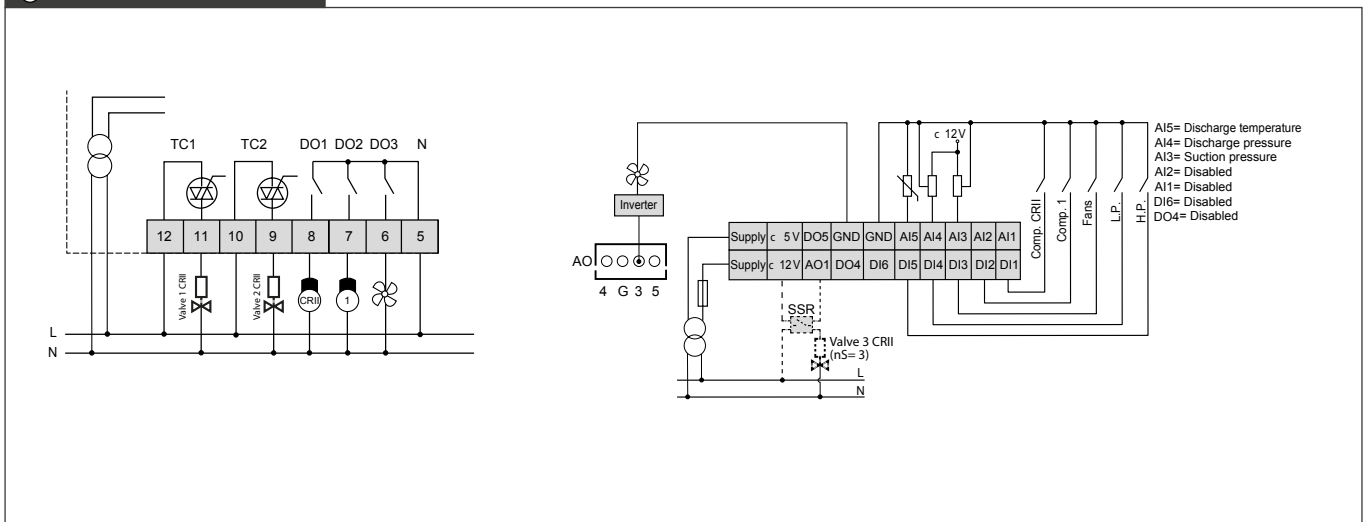 TC1 TC2 DO1 DO2 DO3 N
12 11 10 9 8 7 6 5
Valve 1 CRII
Valve 2 CRII
CRII 1
L
N
c 12V
AI5= Discharge temperature
AI4= Discharge pressure
AI3= Suction pressure
AI2= Disabled
AI1= Disabled
DI6= Disabled
DO4= Disabled
Comp. CRII
Comp. 1
Fans
L.P.
H.P.
Inverter
AO
4 G 3 5
Supply c 5V DO5 GND GND AI5 AI4 AI3 AI2 AI1
Supply c 12V AO1 DO4 DI6 DI5 DI4 DI3 DI2 DI1
SSR
Valve 3 CRII
(nS= 3)
L
N